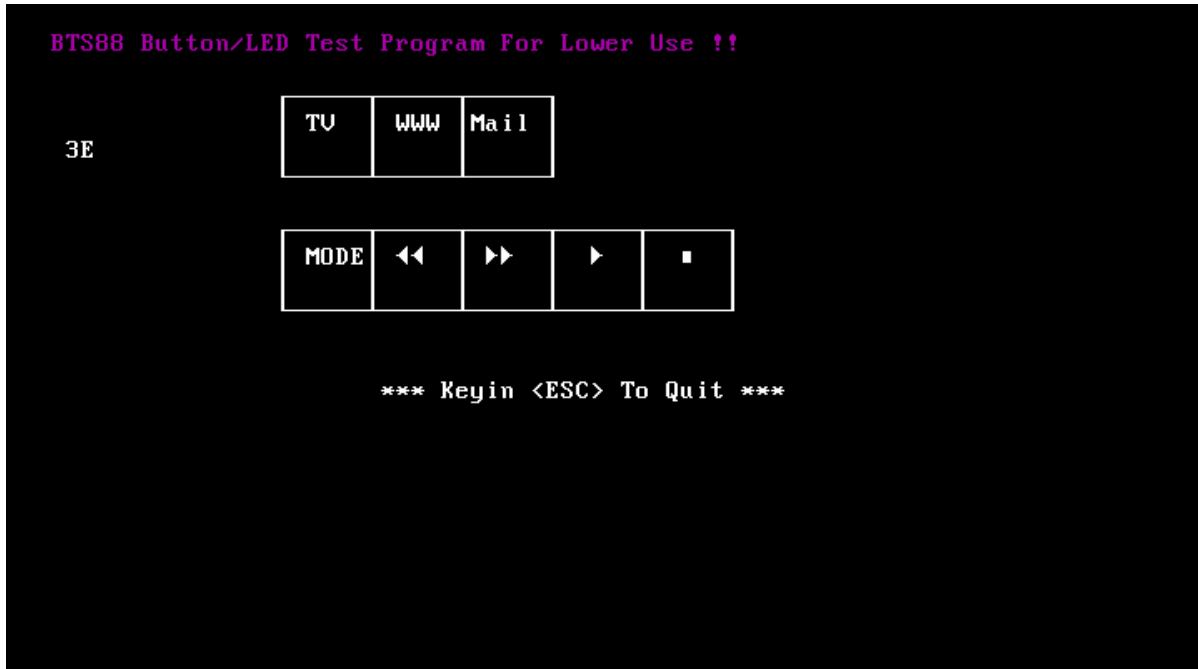 BTS88 Button/LED Test Program For Lower Use !!
TV WWW Mail
3E
MODE ◄◄ ►► ► ■
*** Keyin <ESC> To Quit ***